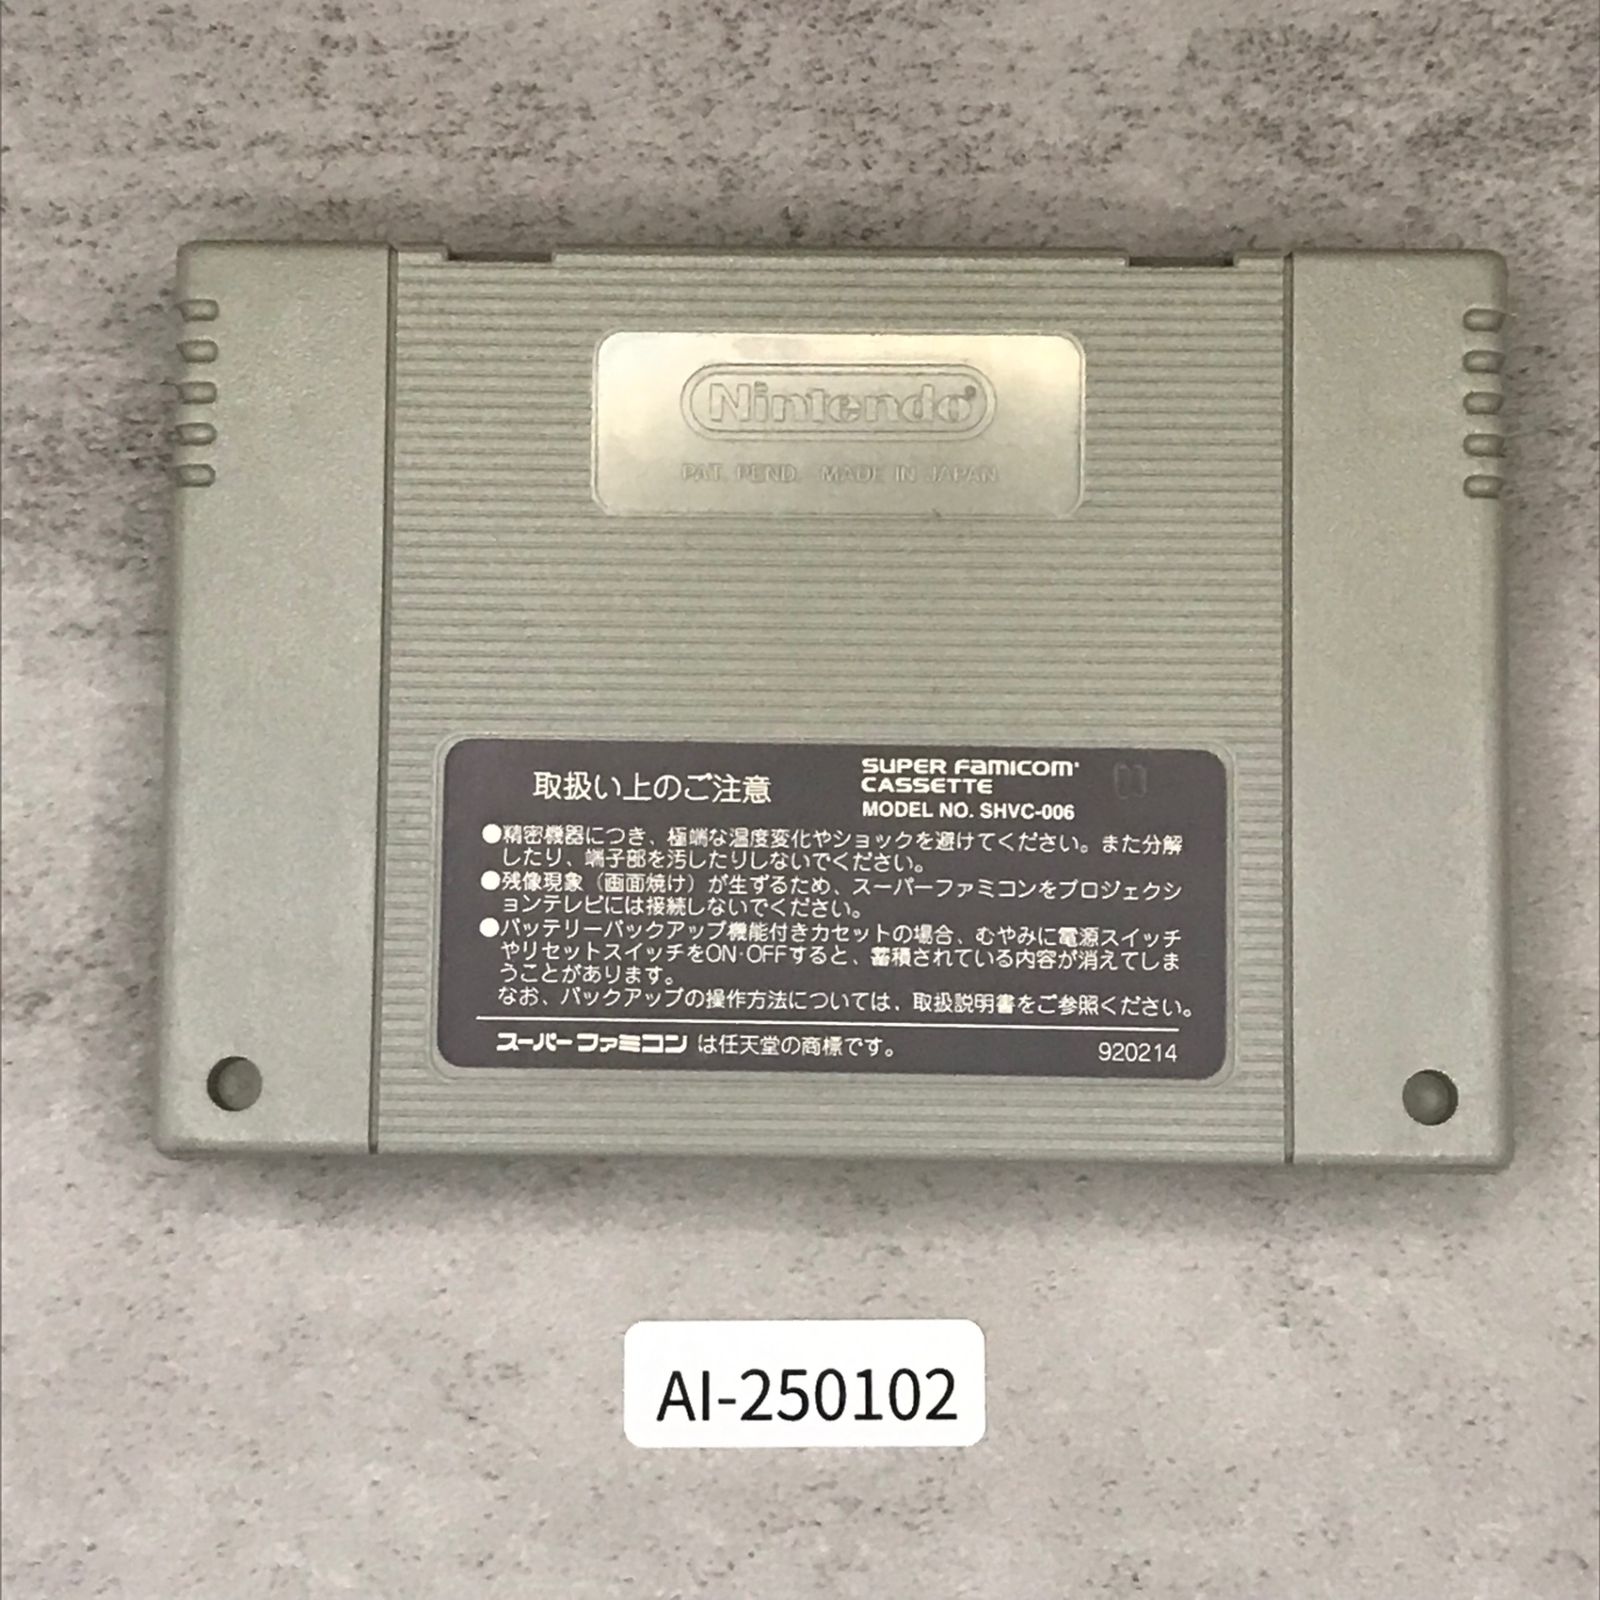 Nintendo®
PAT. PEND. MADE IN JAPAN
取扱い上のご注意
SUPER FAMICOM®
CASSETTE
MODEL NO. SHVC-006
●精密機器につき、極端な温度変化やショックを避けてください。また分解
したり、端子部を汚したりしないでください。
●残像現象（画面焼け）が生ずるため、スーパーファミコンをプロジェクシ
ョンテレビには接続しないでください。
●バッテリーバックアップ機能付きカセットの場合、むやみに電源スイッチ
やリセットスイッチをON・OFFすると、蓄積されている内容が消えてしま
うことがあります。
なお、バックアップの操作方法については、取扱説明書をご参照ください。
スーパーファミコン は任天堂の商標です。
920214
AI-250102